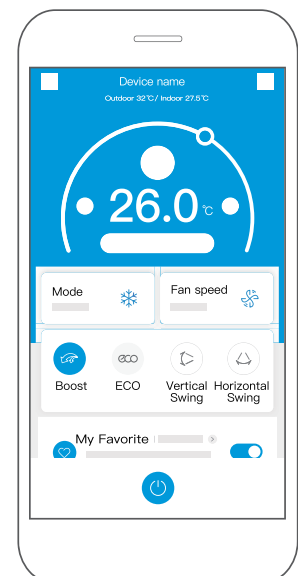 Device name
Outdoor 32℃/ Indoor 27.5℃
26.0℃
Mode
Fan speed
eco
Boost
ECO
Vertical Swing
Horizontal Swing
My Favorite